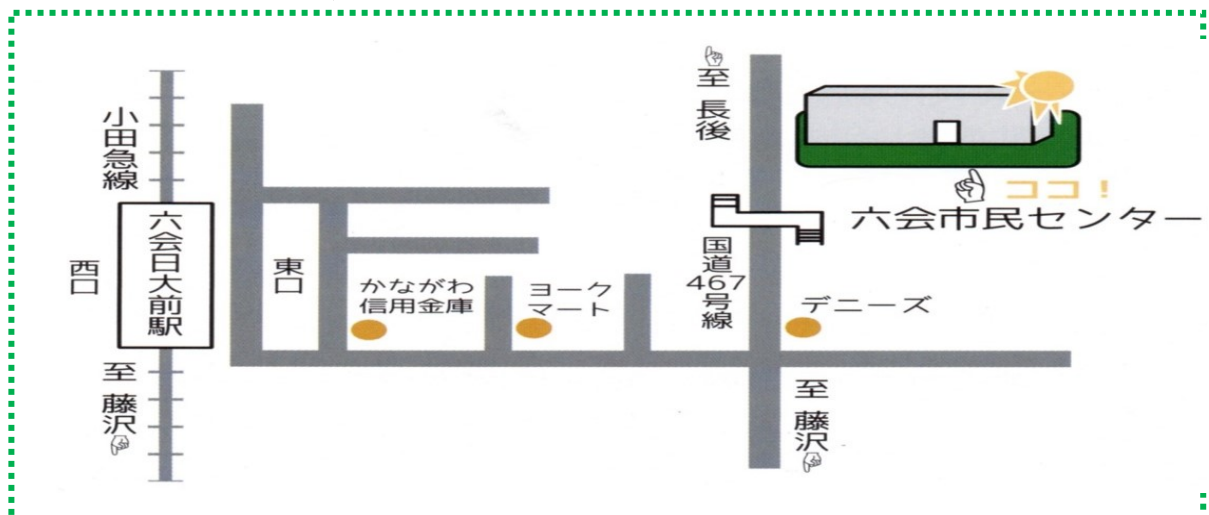 小田急線
六会日大前駅
西口
東口
至 藤沢
かながわ
信用金庫
ヨーク
マート
至 長後
国道
467
号線
ココ！
六会市民センター
デニーズ
至 藤沢